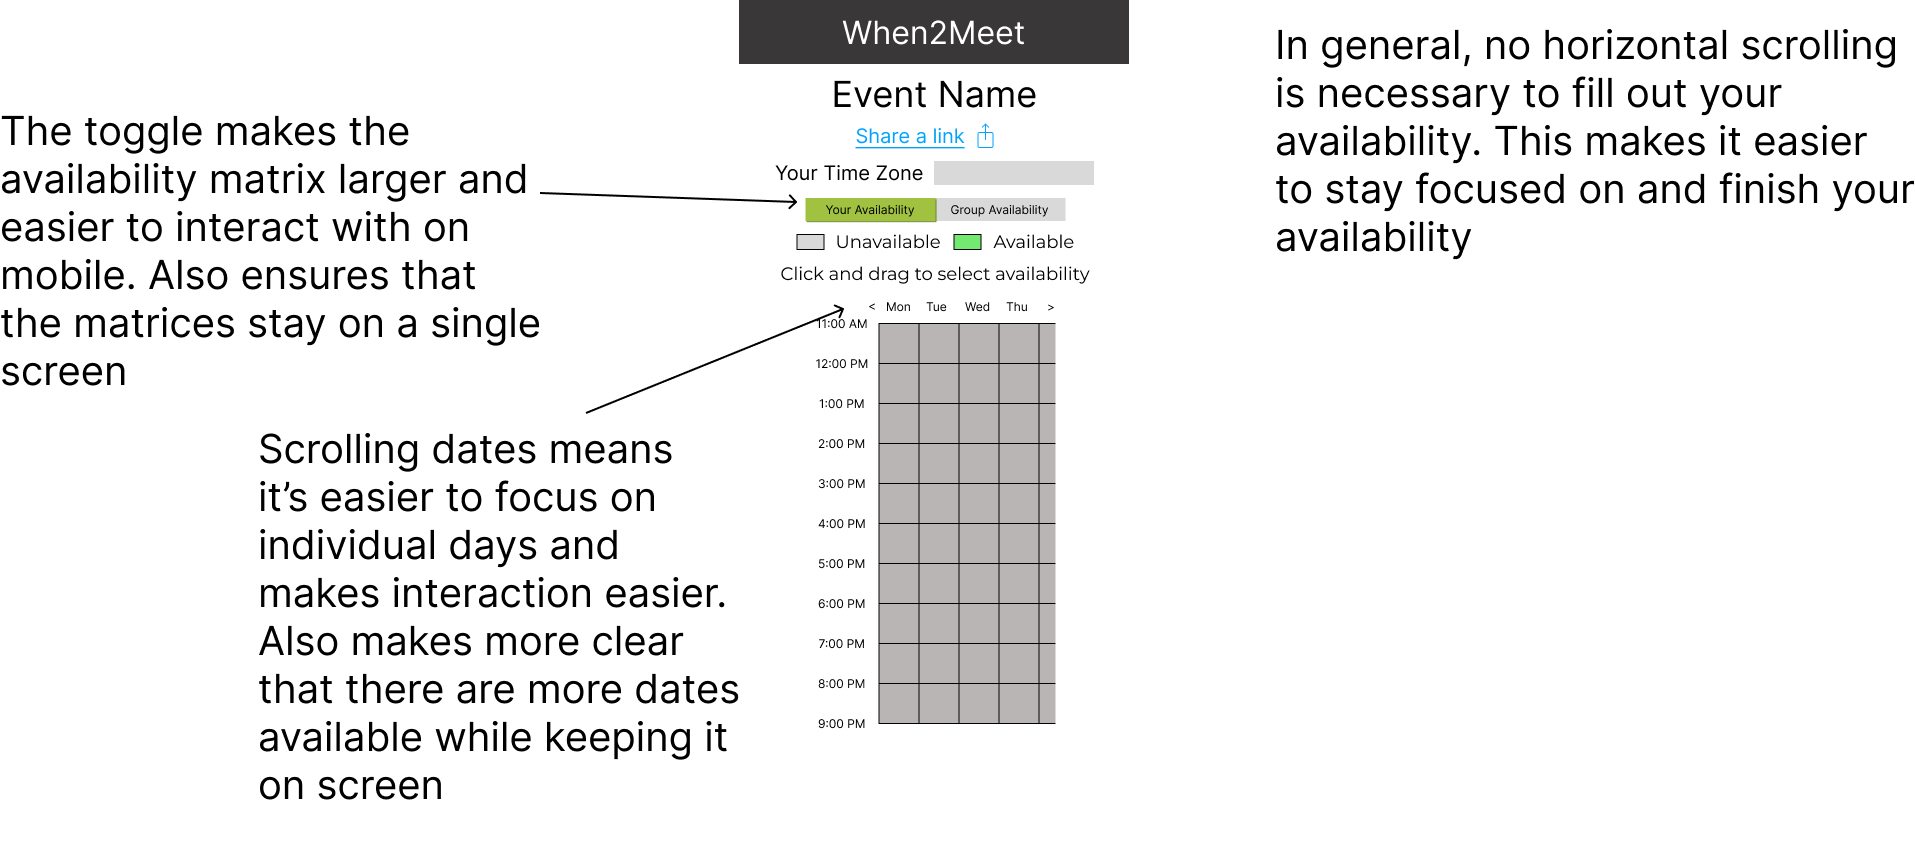 When2Meet
Event Name
Share a link
Your Time Zone
Your Availability
Group Availability
Unavailable
Available
Click and drag to select availability
< Mon Tue Wed Thu >
11:00 AM
12:00 PM
1:00 PM
2:00 PM
3:00 PM
4:00 PM
5:00 PM
6:00 PM
7:00 PM
8:00 PM
9:00 PM
The toggle makes the
availability matrix larger and
easier to interact with on
mobile. Also ensures that
the matrices stay on a single
screen
Scrolling dates means
it’s easier to focus on
individual days and
makes interaction easier.
Also makes more clear
that there are more dates
available while keeping it
on screen
In general, no horizontal scrolling
is necessary to fill out your
availability. This makes it easier
to stay focused on and finish your
availability